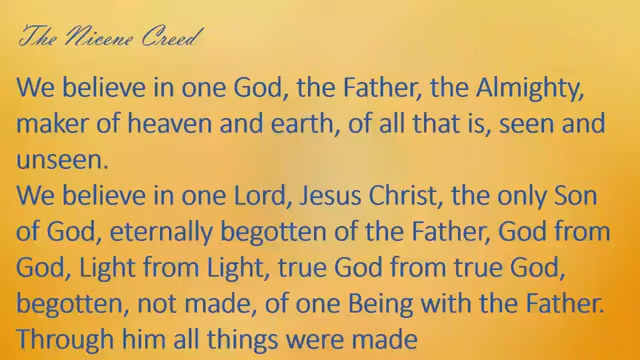 The Nicene Creed
We believe in one God, the Father, the Almighty,
maker of heaven and earth, of all that is, seen and
unseen.
We believe in one Lord, Jesus Christ, the only Son
of God, eternally begotten of the Father, God from
God, Light from Light, true God from true God,
begotten, not made, of one Being with the Father.
Through him all things were made